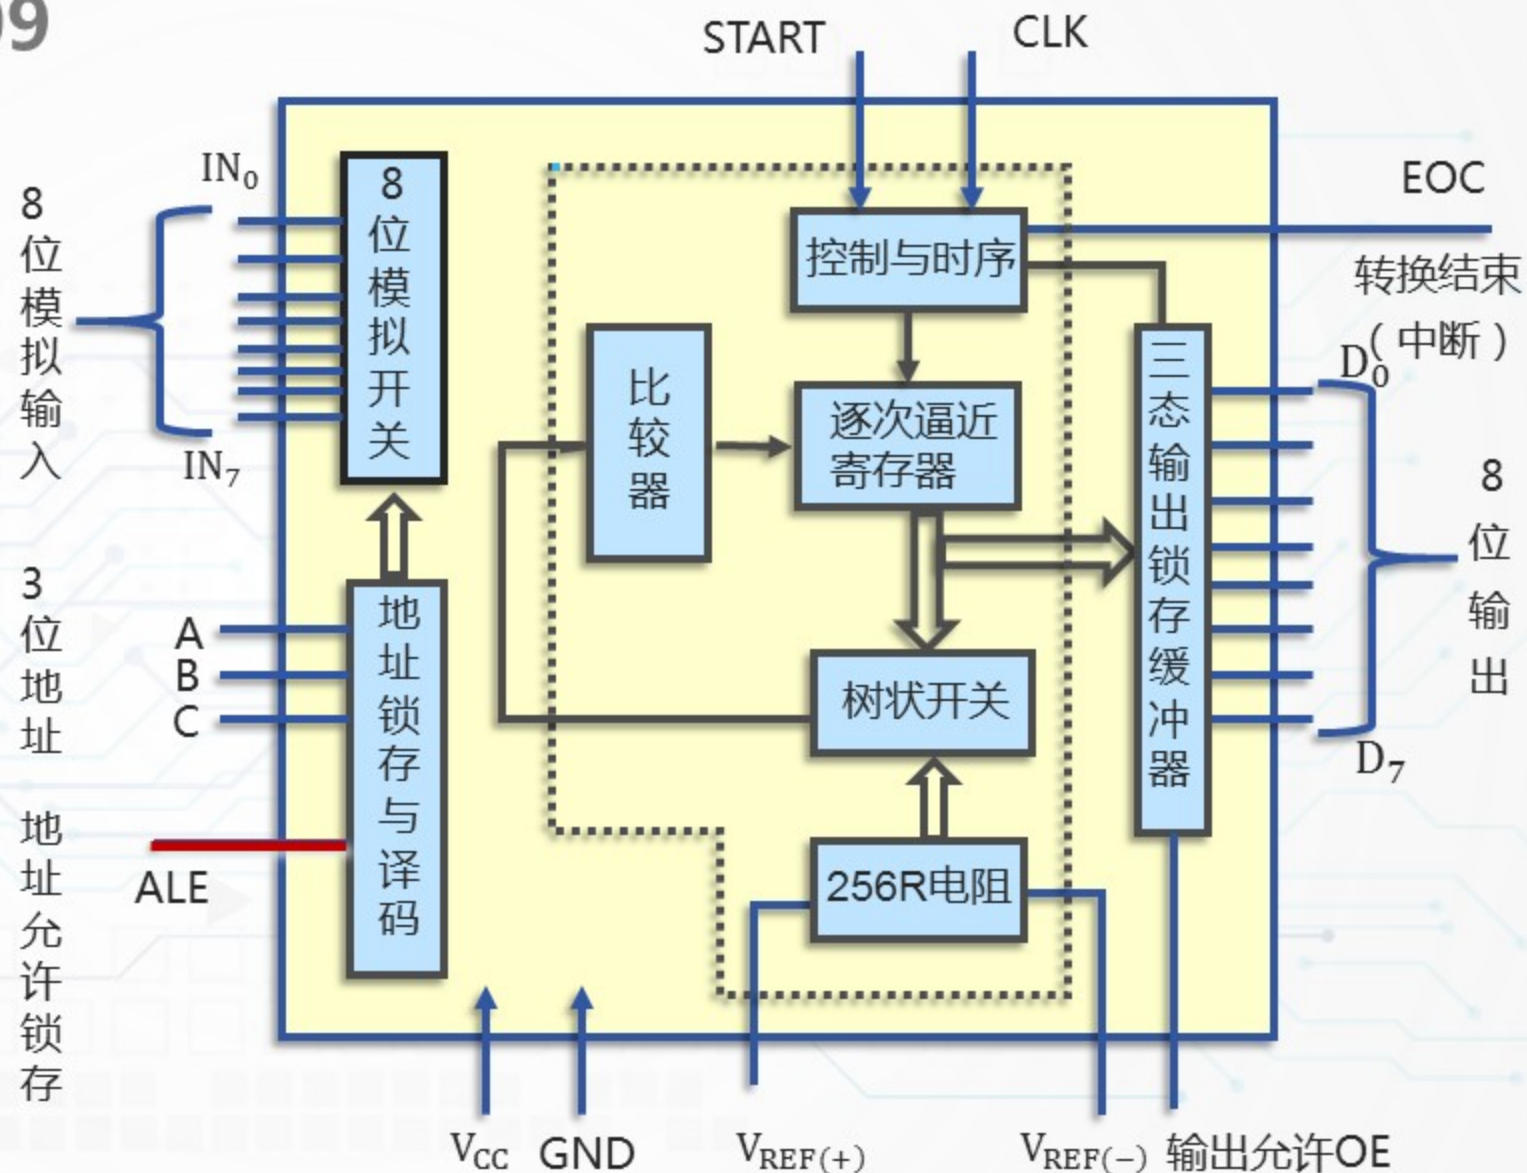 09
START
CLK
8位模拟输入
IN₀
IN₇
8位模拟开关
控制与时序
EOC
转换结束
（中断）
比较器
逐次逼近
寄存器
三态输出锁存缓冲器
D₀
8位输出
D₇
3位地址
A
B
C
地址锁存与译码
树状开关
地址允许锁存
ALE
256R电阻
V_CC
GND
V_REF(+)
V_REF(−)
输出允许OE